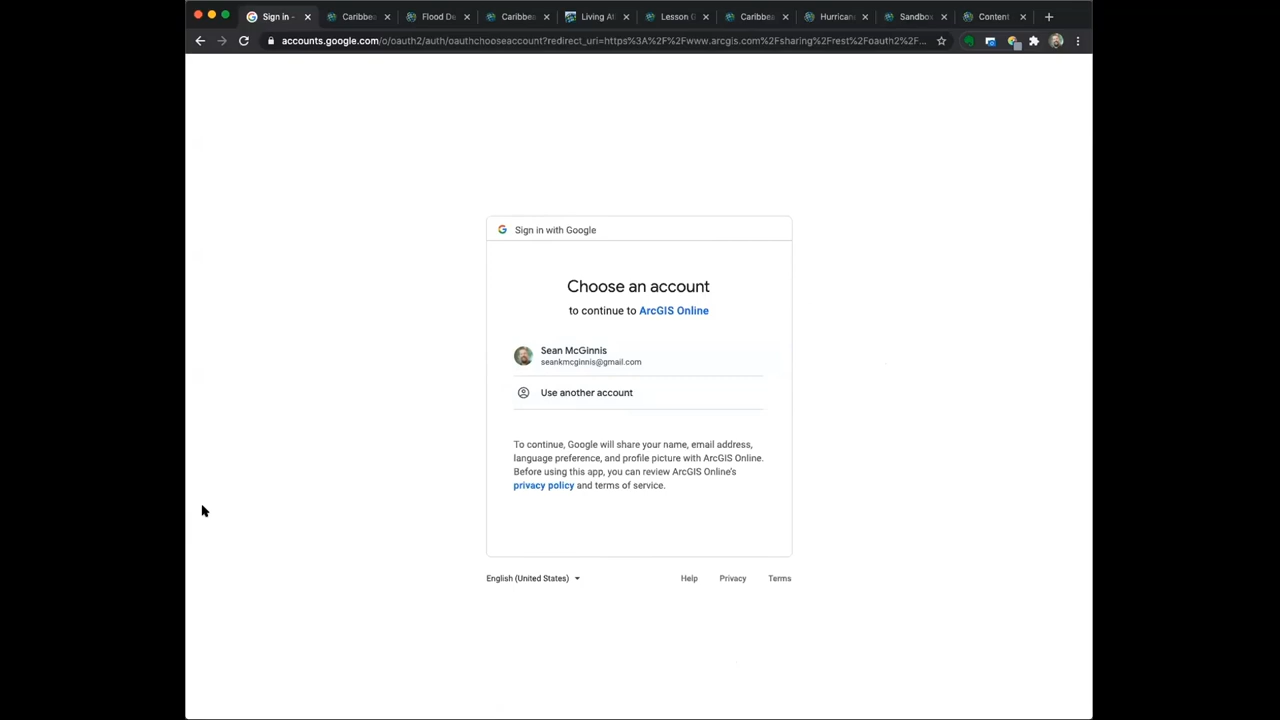 Sign in -
Caribbea
Flood De
Caribbea
Living At
Lesson G
Caribbea
Hurrican
Sandbox
Content
accounts.google.com/o/oauth2/auth/oauthchooseaccount?redirect_uri=https%3A%2F%2Fwww.arcgis.com%2Fsharing%2Frest%2Foauth2%2F...
Sign in with Google
Choose an account
to continue to ArcGIS Online
Sean McGinnis
seankmcginnis@gmail.com
Use another account
To continue, Google will share your name, email address,
language preference, and profile picture with ArcGIS Online.
Before using this app, you can review ArcGIS Online's
privacy policy and terms of service.
English (United States)
Help
Privacy
Terms